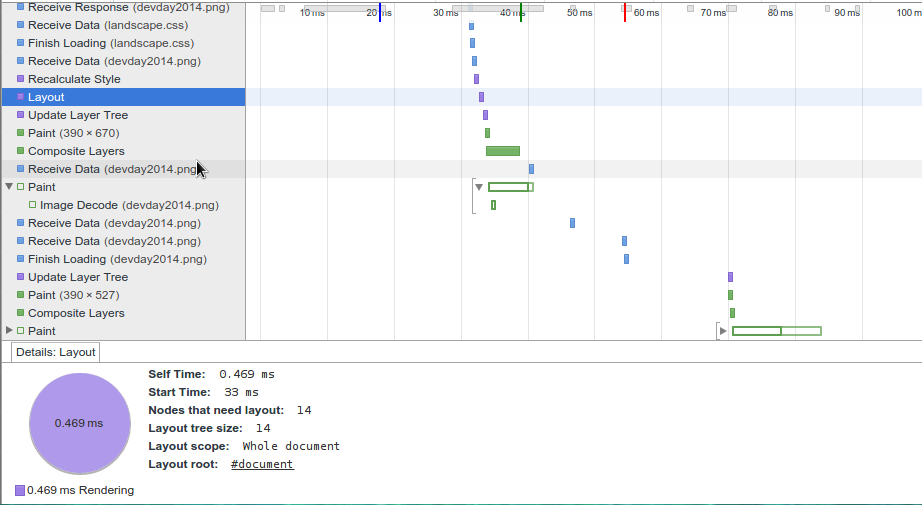 Receive Response (devday2014.png)
10 ms 20 ms 30 ms 40 ms 50 ms 60 ms 70 ms 80 ms 90 ms 100 m
Receive Data (landscape.css)
Finish Loading (landscape.css)
Receive Data (devday2014.png)
Recalculate Style
Layout
Update Layer Tree
Paint (390 × 670)
Composite Layers
Receive Data (devday2014.png)
Paint
Image Decode (devday2014.png)
Receive Data (devday2014.png)
Receive Data (devday2014.png)
Finish Loading (devday2014.png)
Update Layer Tree
Paint (390 × 527)
Composite Layers
Paint
Details: Layout
0.469 ms
0.469 ms Rendering
Self Time: 0.469 ms
Start Time: 33 ms
Nodes that need layout: 14
Layout tree size: 14
Layout scope: Whole document
Layout root: #document